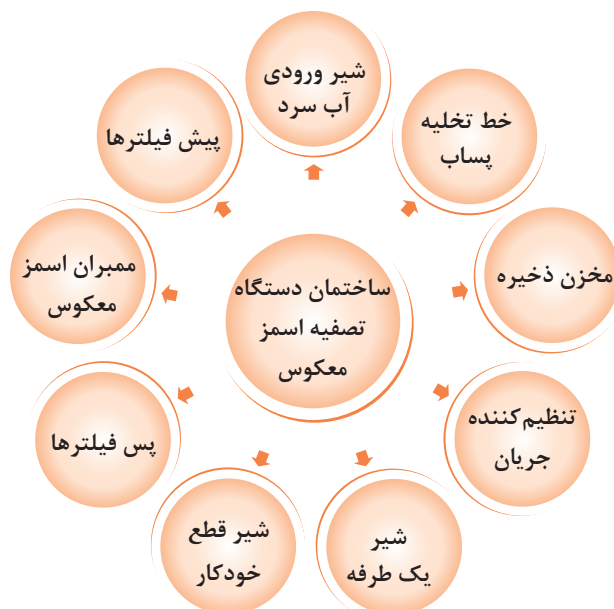 ساختمان دستگاه
تصفیه اسمز
معکوس
شیر ورودی
آب سرد
خط تخلیه
پساب
مخزن ذخیره
تنظیم‌کننده
جریان
شیر
یک طرفه
شیر قطع
خودکار
پس فیلترها
ممبران اسمز
معکوس
پیش فیلترها